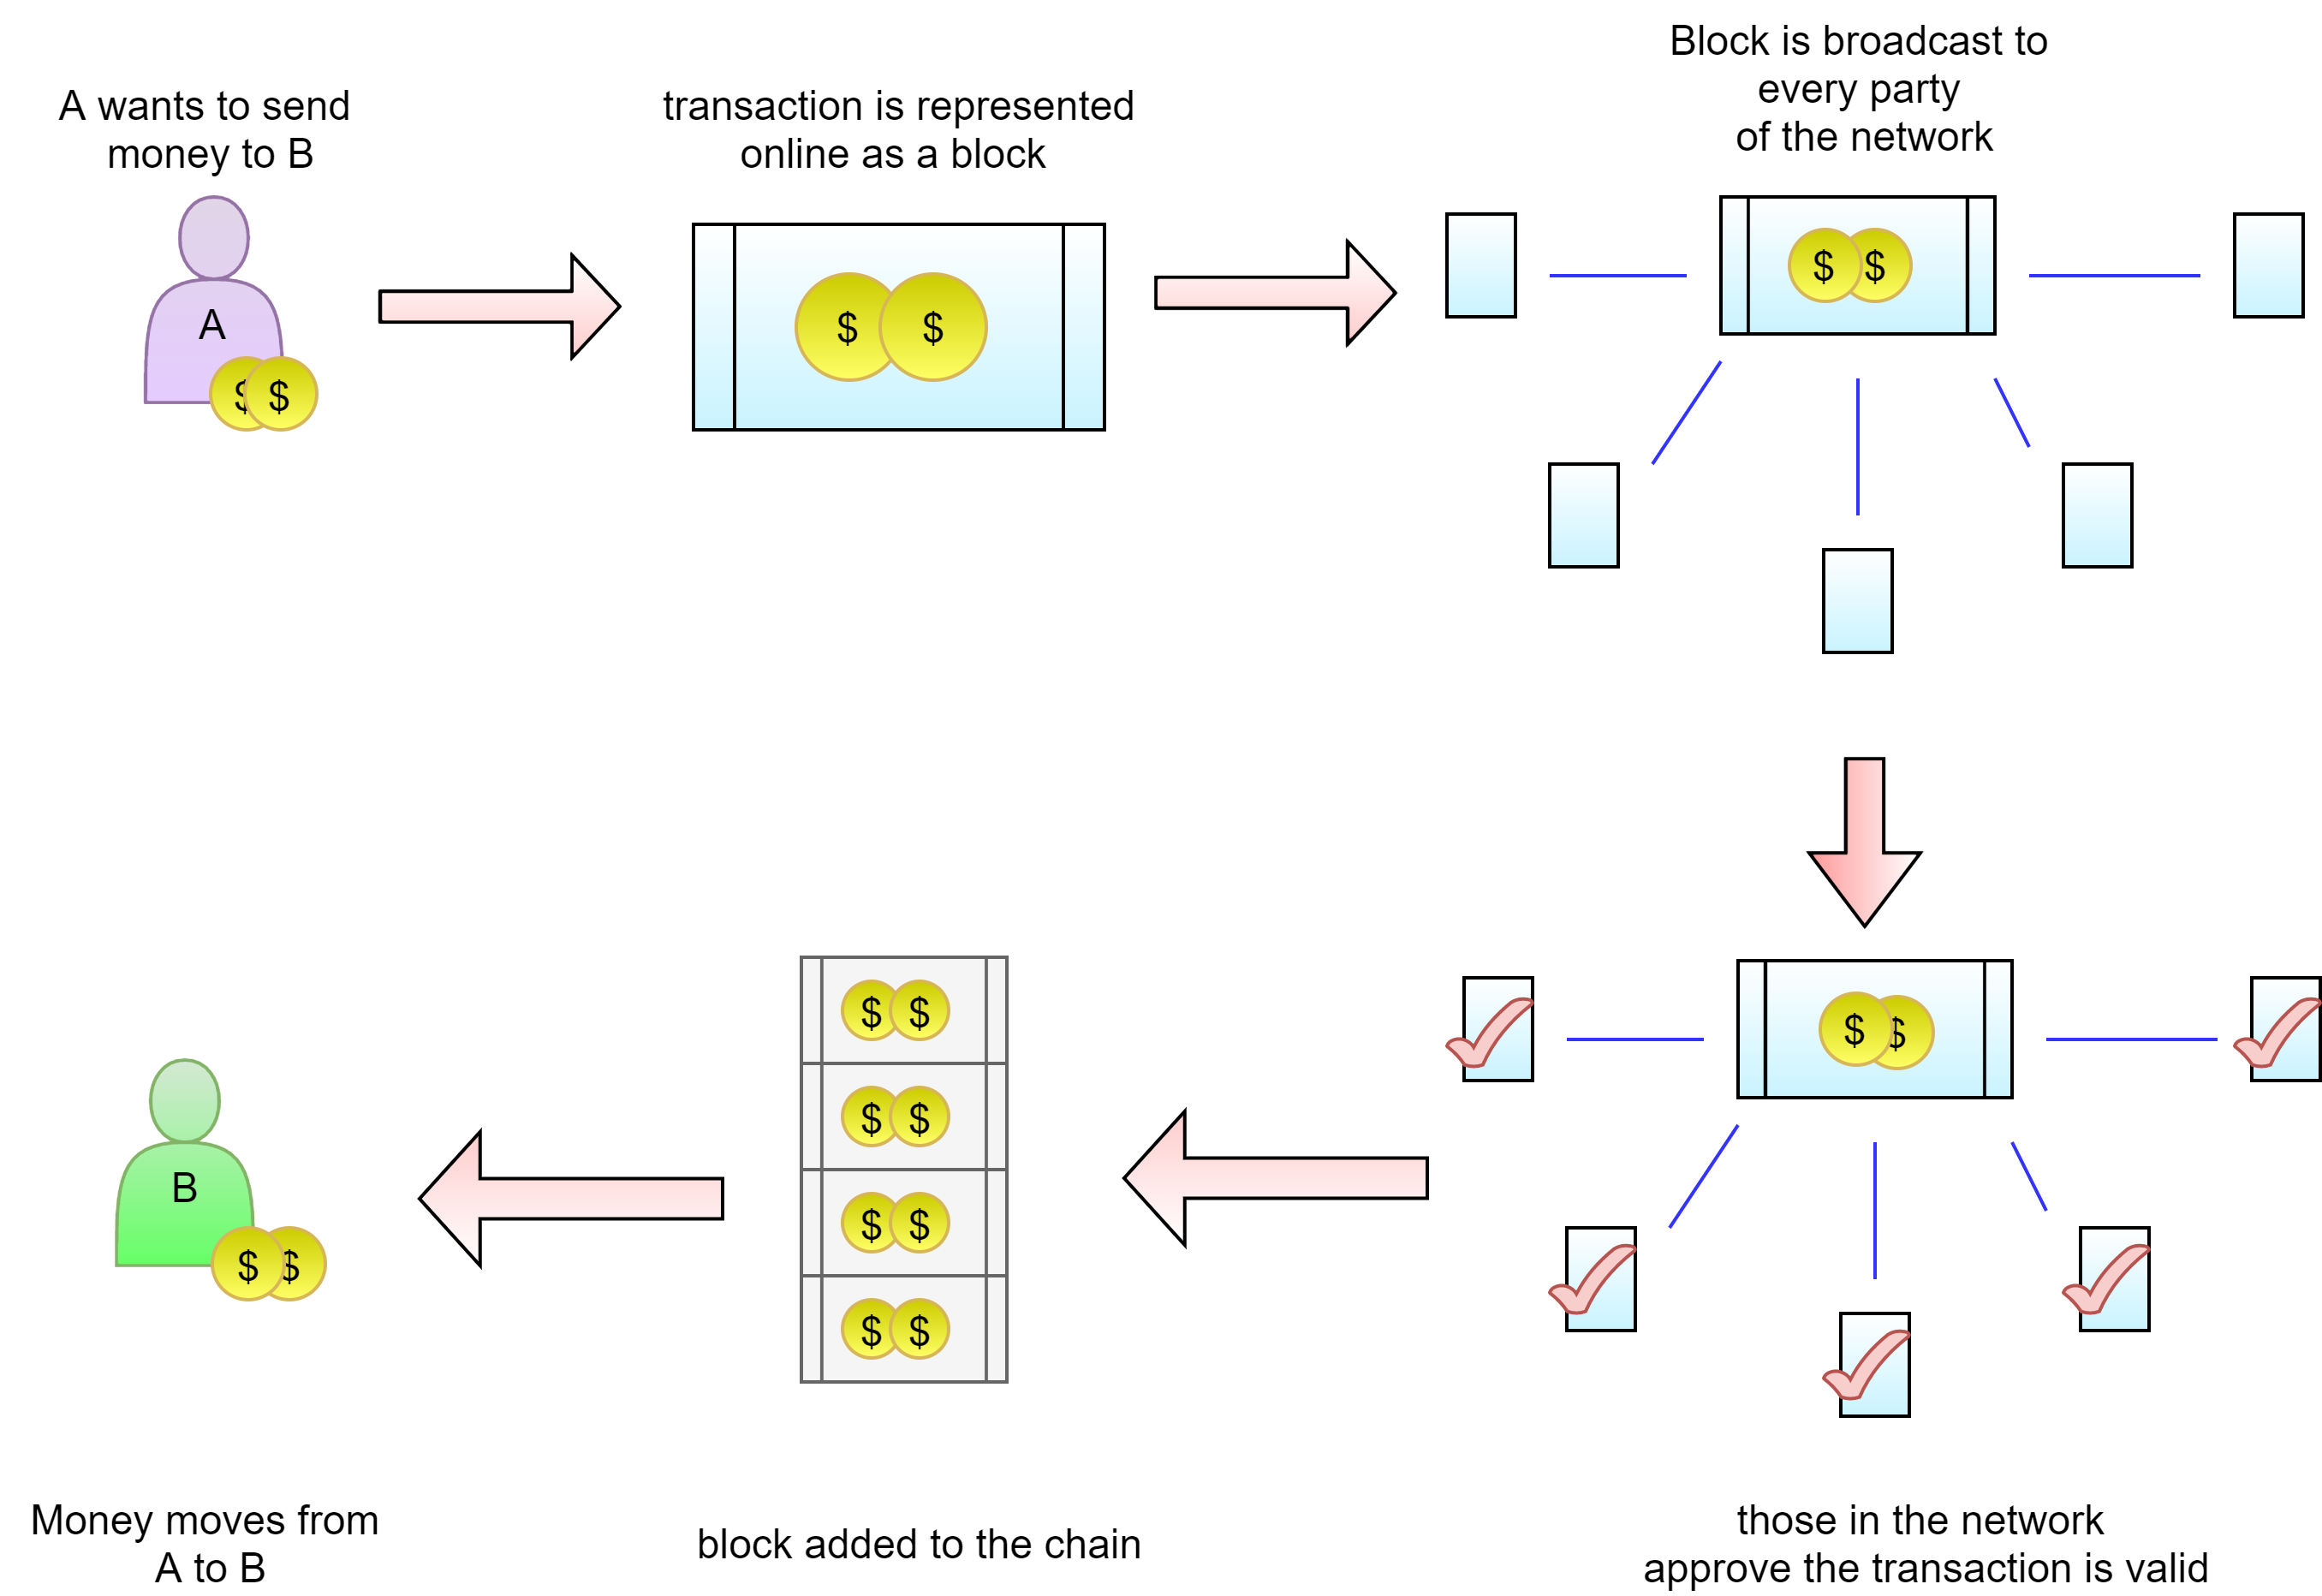 A wants to send
money to B
A
$ $
transaction is represented
online as a block
$ $
Block is broadcast to
every party
of the network
$ $
$ $
those in the network
approve the transaction is valid
$ $
$ $
$ $
$ $
block added to the chain
B
$ $
Money moves from
A to B